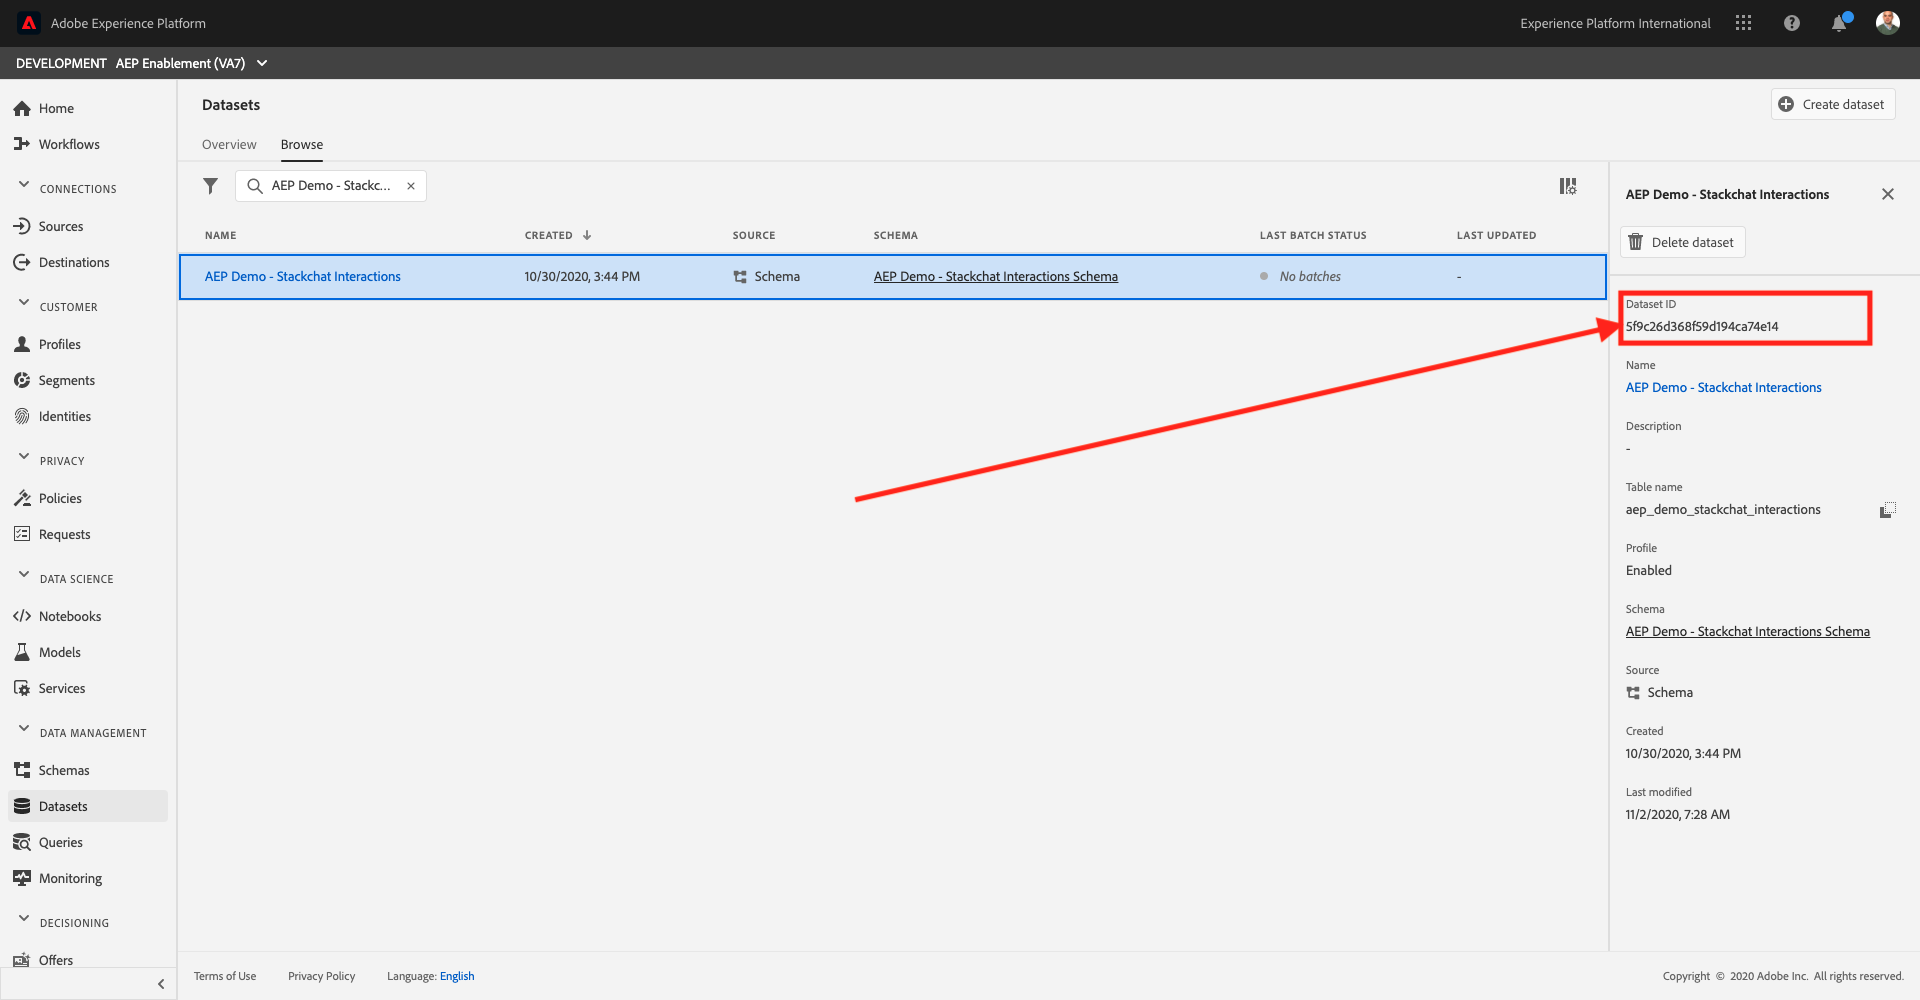 Adobe Experience Platform
Experience Platform International
DEVELOPMENT AEP Enablement (VA7)
Home
Workflows
CONNECTIONS
Sources
Destinations
CUSTOMER
Profiles
Segments
Identities
PRIVACY
Policies
Requests
DATA SCIENCE
Notebooks
Models
Services
DATA MANAGEMENT
Schemas
Datasets
Queries
Monitoring
DECISIONING
Offers
Datasets
Create dataset
Overview Browse
AEP Demo - Stackc...
NAME CREATED SOURCE SCHEMA LAST BATCH STATUS LAST UPDATED
AEP Demo - Stackchat Interactions 10/30/2020, 3:44 PM Schema AEP Demo - Stackchat Interactions Schema No batches -
AEP Demo - Stackchat Interactions
Delete dataset
Dataset ID
5f9c26d368f59d194ca74e14
Name
AEP Demo - Stackchat Interactions
Description
-
Table name
aep_demo_stackchat_interactions
Profile
Enabled
Schema
AEP Demo - Stackchat Interactions Schema
Source
Schema
Created
10/30/2020, 3:44 PM
Last modified
11/2/2020, 7:28 AM
Terms of Use Privacy Policy Language: English
Copyright © 2020 Adobe Inc. All rights reserved.